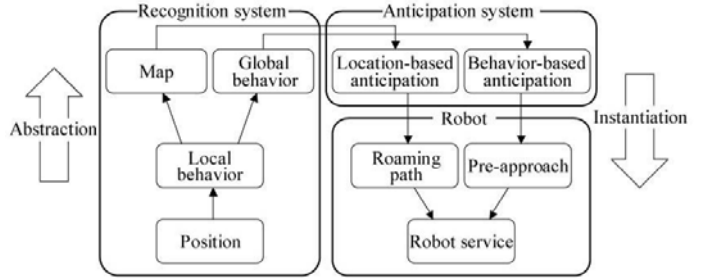 Recognition system
Anticipation system
Map
Global
behavior
Location-based
anticipation
Behavior-based
anticipation
Abstraction
Robot
Instantiation
Local
behavior
Roaming
path
Pre-approach
Position
Robot service